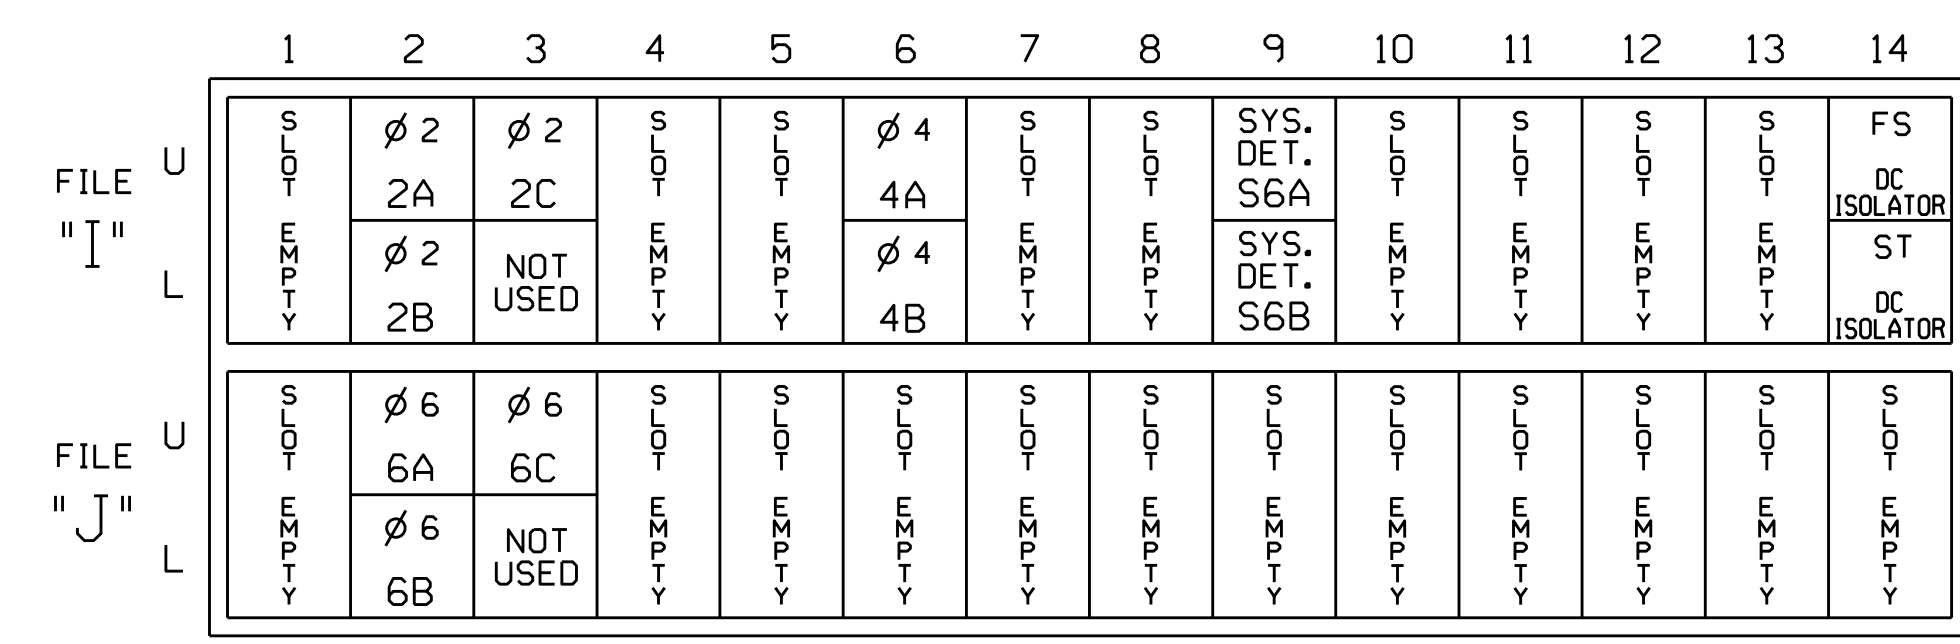 1 2 3 4 5 6 7 8 9 10 11 12 13 14
FILE
"I"
U
L
SLOT EMPTY
Ø 2
2A
Ø 2
2B
Ø 2
2C
NOT
USED
SLOT EMPTY
SLOT EMPTY
Ø 4
4A
Ø 4
4B
SLOT EMPTY
SLOT EMPTY
SYS.
DET.
S6A
SYS.
DET.
S6B
SLOT EMPTY
SLOT EMPTY
SLOT EMPTY
SLOT EMPTY
FS
DC
ISOLATOR
ST
DC
ISOLATOR
FILE
"J"
U
L
SLOT EMPTY
Ø 6
6A
Ø 6
6B
Ø 6
6C
NOT
USED
SLOT EMPTY
SLOT EMPTY
SLOT EMPTY
SLOT EMPTY
SLOT EMPTY
SLOT EMPTY
SLOT EMPTY
SLOT EMPTY
SLOT EMPTY
SLOT EMPTY
SLOT EMPTY